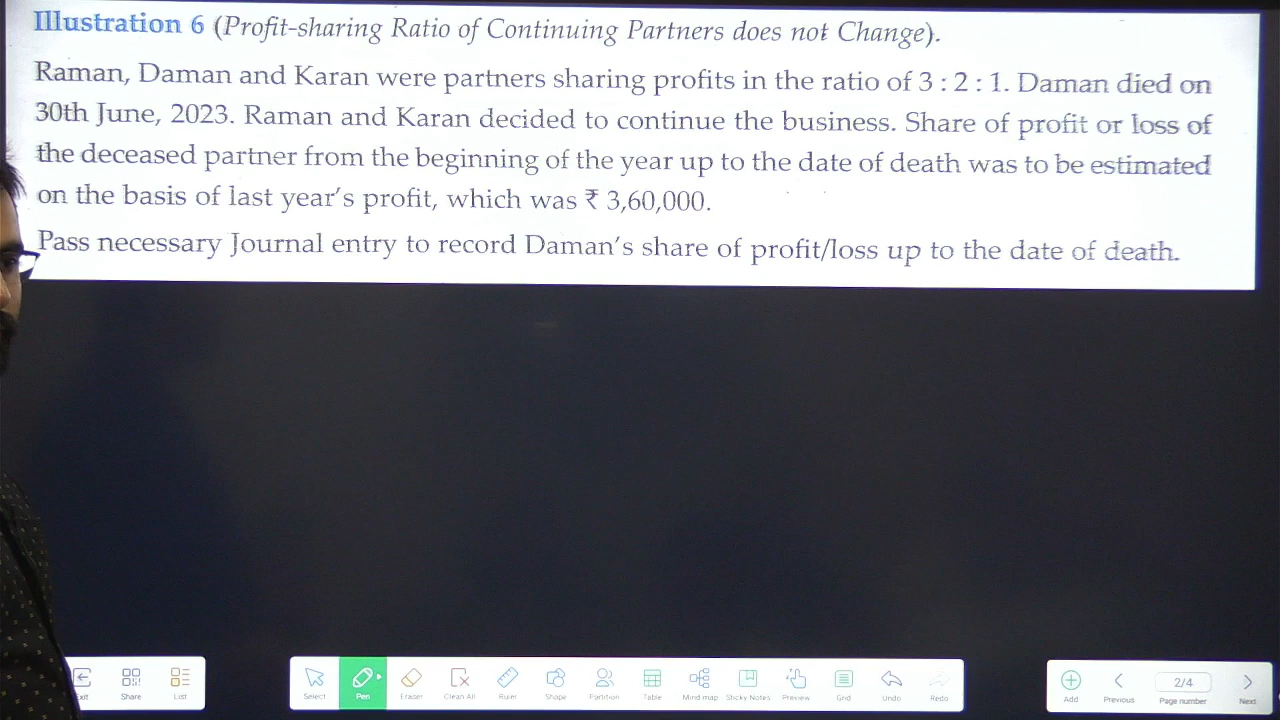 Illustration 6 (Profit-sharing Ratio of Continuing Partners does not Change).
Raman, Daman and Karan were partners sharing profits in the ratio of 3 : 2 : 1. Daman died on
30th June, 2023. Raman and Karan decided to continue the business. Share of profit or loss of
the deceased partner from the beginning of the year up to the date of death was to be estimated
on the basis of last year's profit, which was ₹ 3,60,000.
Pass necessary Journal entry to record Daman's share of profit/loss up to the date of death.
Exit Share List Select Pen Eraser Clean All Ruler Shape Function Table Mind map Sticky Notes Preview Grid Undo Redo Add Previous Page number Next
2/4